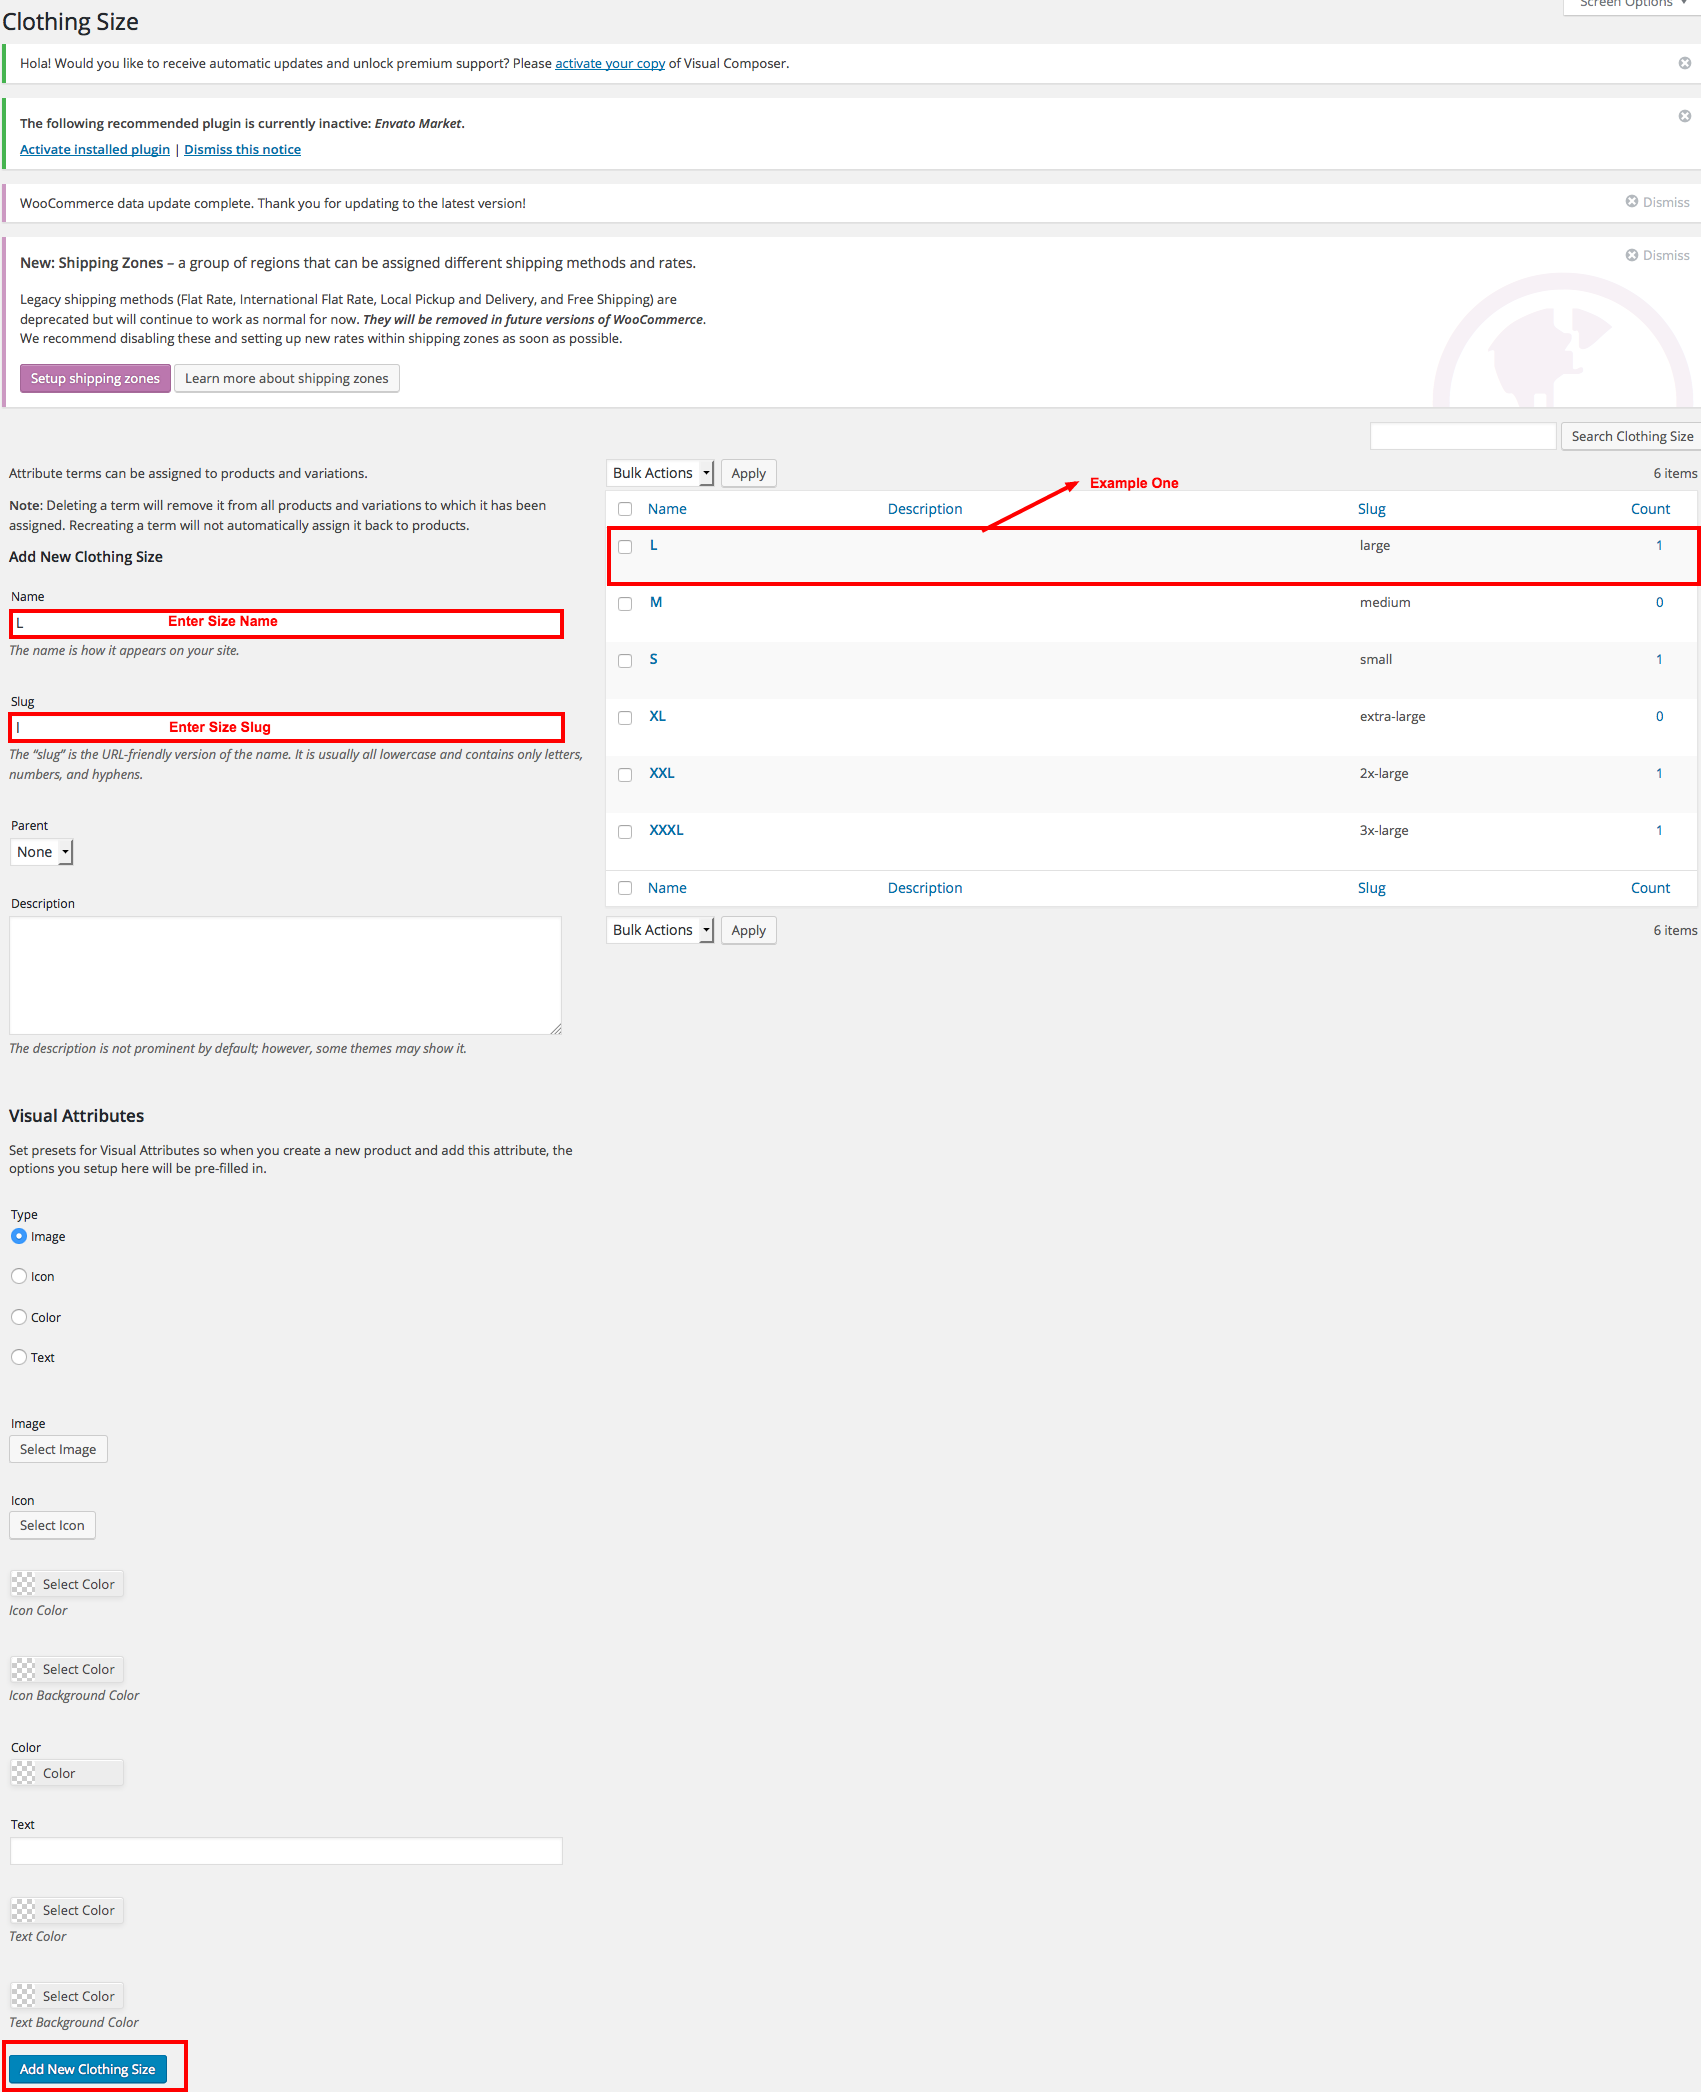 Screen Options
Clothing Size
Hola! Would you like to receive automatic updates and unlock premium support? Please activate your copy of Visual Composer.
The following recommended plugin is currently inactive: Envato Market.
Activate installed plugin | Dismiss this notice
WooCommerce data update complete. Thank you for updating to the latest version!
Dismiss
New: Shipping Zones – a group of regions that can be assigned different shipping methods and rates.
Dismiss
Legacy shipping methods (Flat Rate, International Flat Rate, Local Pickup and Delivery, and Free Shipping) are
deprecated but will continue to work as normal for now. They will be removed in future versions of WooCommerce.
We recommend disabling these and setting up new rates within shipping zones as soon as possible.
Setup shipping zones
Learn more about shipping zones
Search Clothing Size
Attribute terms can be assigned to products and variations.
Note: Deleting a term will remove it from all products and variations to which it has been
assigned. Recreating a term will not automatically assign it back to products.
Add New Clothing Size
Name
L
Enter Size Name
The name is how it appears on your site.
Slug
l
Enter Size Slug
The “slug” is the URL-friendly version of the name. It is usually all lowercase and contains only letters,
numbers, and hyphens.
Parent
None
Description
The description is not prominent by default; however, some themes may show it.
Visual Attributes
Set presets for Visual Attributes so when you create a new product and add this attribute, the
options you setup here will be pre-filled in.
Type
Image
Icon
Color
Text
Image
Select Image
Icon
Select Icon
Select Color
Icon Color
Select Color
Icon Background Color
Color
Color
Text
Select Color
Text Color
Select Color
Text Background Color
Add New Clothing Size
Bulk Actions
Apply
Example One
6 items
Name Description Slug Count
L large 1
M medium 0
S small 1
XL extra-large 0
XXL 2x-large 1
XXXL 3x-large 1
Name Description Slug Count
Bulk Actions
Apply
6 items